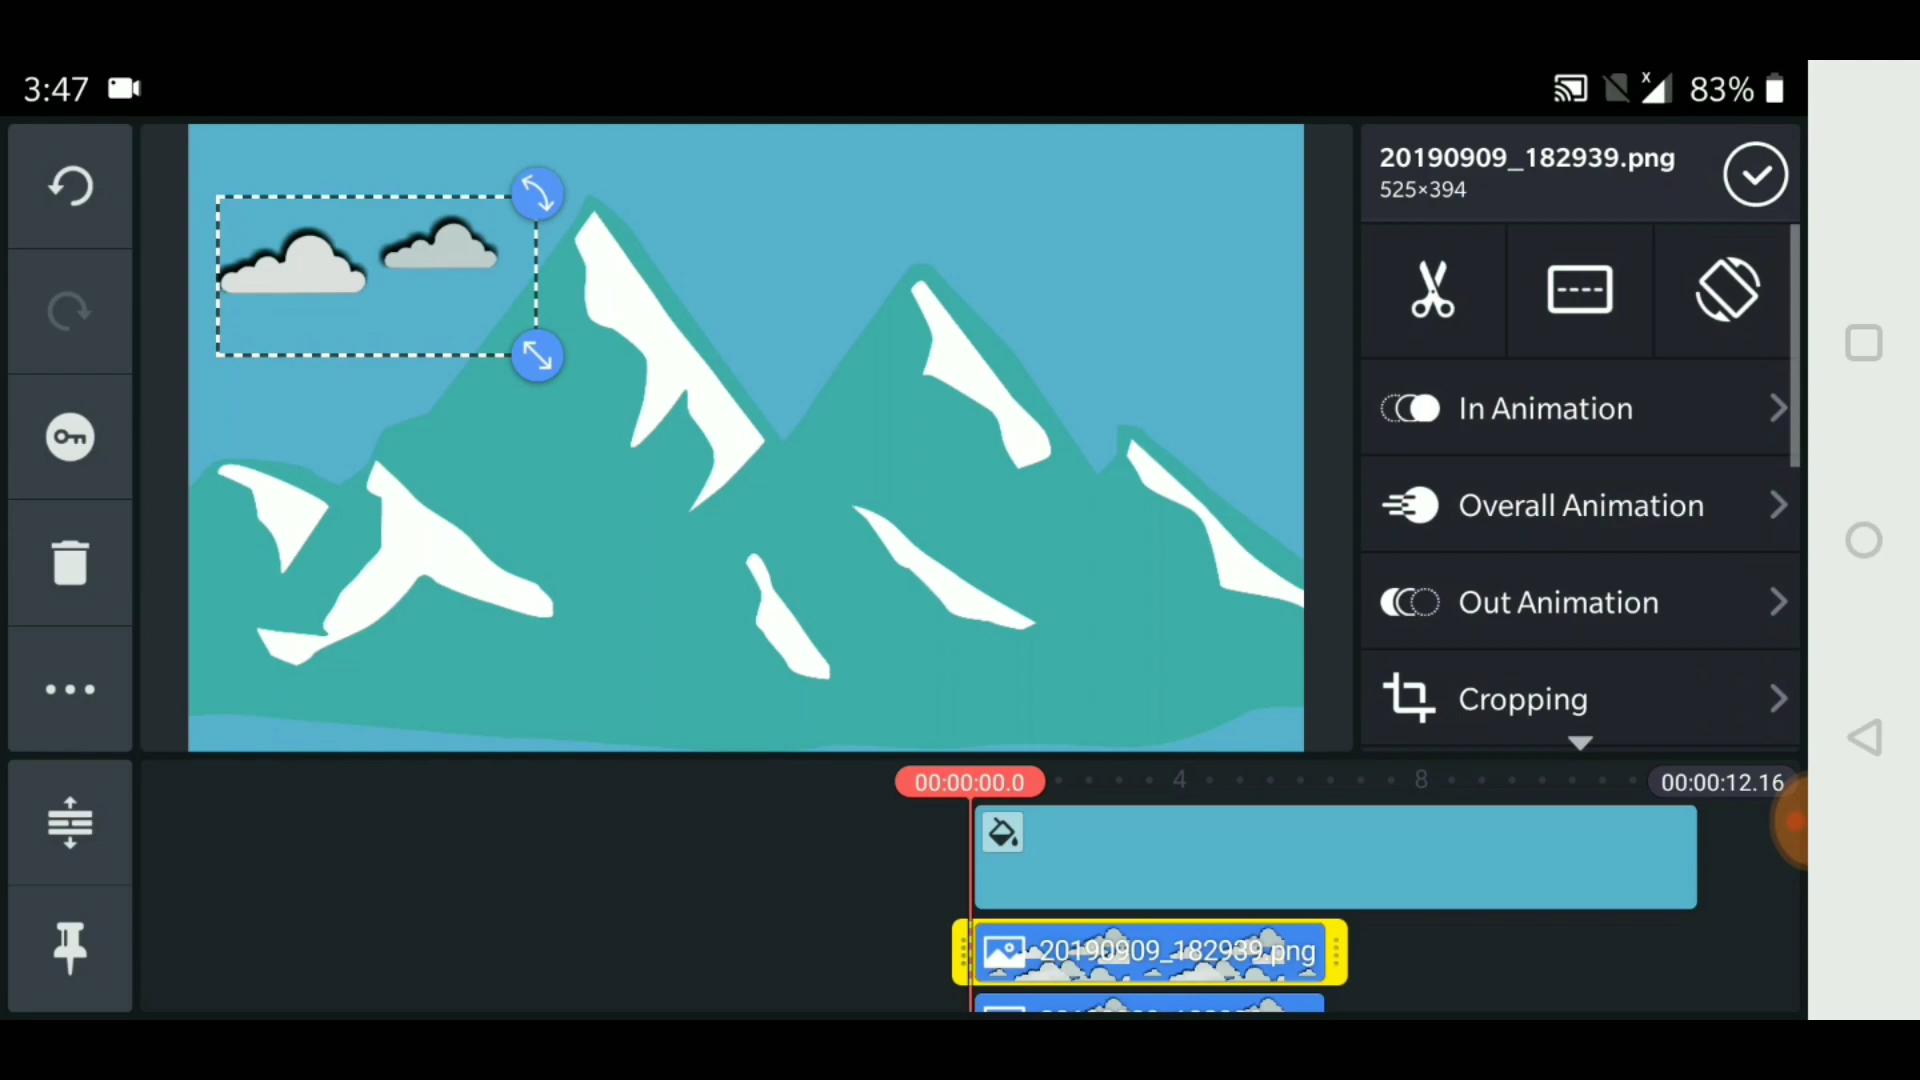 3:47
x
83%
20190909_182939.png
525×394
In Animation
Overall Animation
Out Animation
Cropping
00:00:00.0
4
8
00:00:12.16
20190909_182939.png